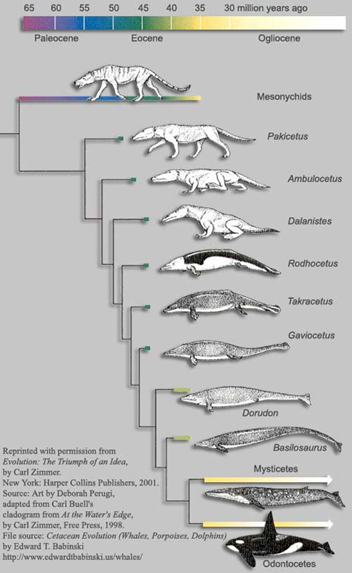 65 60 55 50 45 40 35 30 million years ago
Paleocene Eocene Ogliocene
Mesonychids
Pakicetus
Ambulocetus
Dalanistes
Rodhocetus
Takracetus
Gaviocetus
Dorudon
Basilosaurus
Mysticetes
Odontocetes
Reprinted with permission from
Evolution: The Triumph of an Idea,
by Carl Zimmer.
New York: Harper Collins Publishers, 2001.
Source: Art by Deborah Perugi,
adapted from Carl Buell's
cladogram from At the Water's Edge,
by Carl Zimmer, Free Press, 1998.
File source: Cetacean Evolution (Whales, Porpoises, Dolphins)
by Edward T. Babinski
http://www.edwardtbabinski.us/whales/